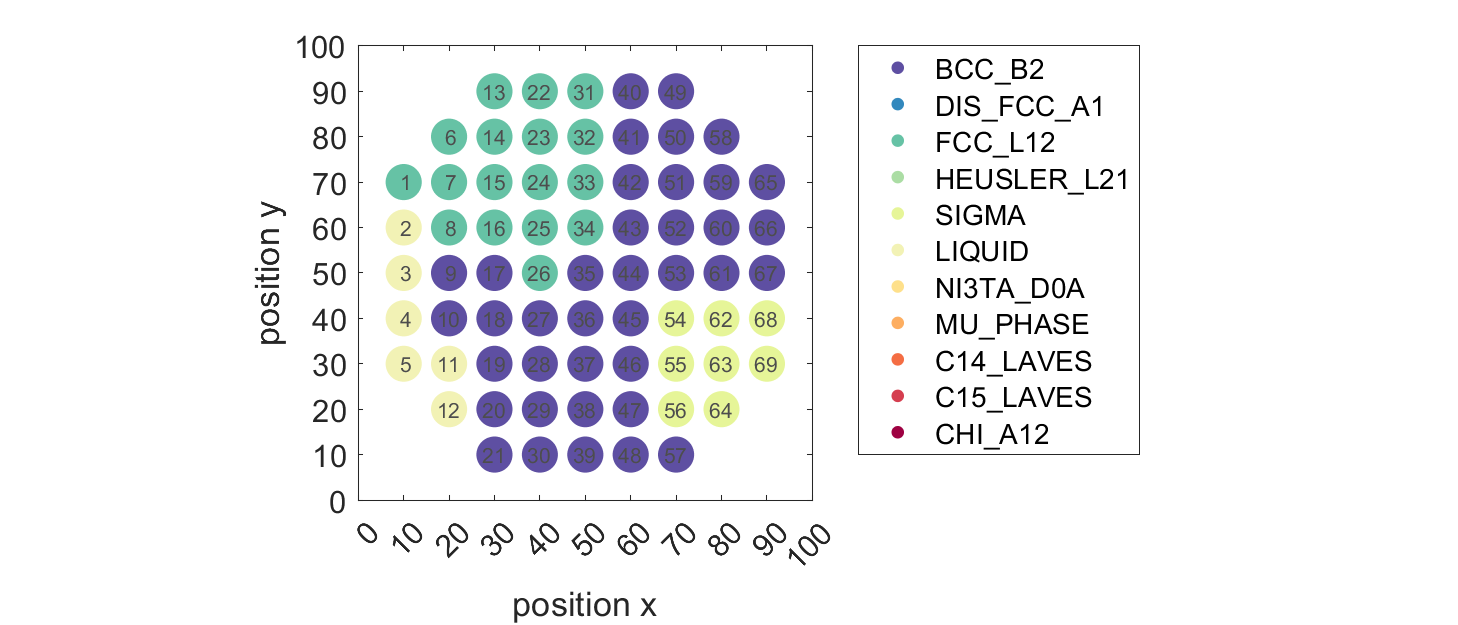 100
90
80
70
60
50
40
30
20
10
0
position y
13 22 31 40 49
6 14 23 32 41 50 58
1 7 15 24 33 42 51 59 65
2 8 16 25 34 43 52 60 66
3 9 17 26 35 44 53 61 67
4 10 18 27 36 45 54 62 68
5 11 19 28 37 46 55 63 69
12 20 29 38 47 56 64
21 30 39 48 57
0 10 20 30 40 50 60 70 80 90 100
position x
BCC_B2
DIS_FCC_A1
FCC_L12
HEUSLER_L21
SIGMA
LIQUID
NI3TA_D0A
MU_PHASE
C14_LAVES
C15_LAVES
CHI_A12